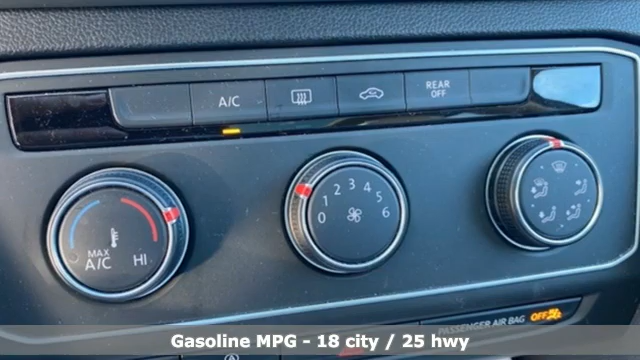 A/C
REAR
OFF
MAX
A/C
HI
0 1 2 3 4 5 6
PASSENGER AIR BAG OFF
Gasoline MPG - 18 city / 25 hwy